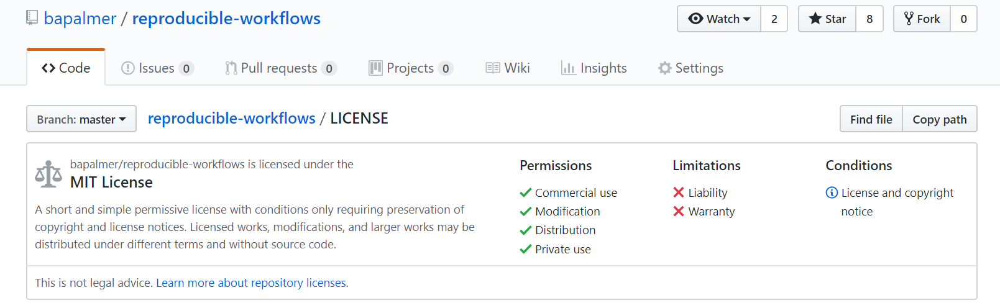 bapalmer / reproducible-workflows
Watch 2 Star 8 Fork 0
Code Issues 0 Pull requests 0 Projects 0 Wiki Insights Settings
Branch: master reproducible-workflows / LICENSE Find file Copy path
bapalmer/reproducible-workflows is licensed under the
MIT License
A short and simple permissive license with conditions only requiring preservation of
copyright and license notices. Licensed works, modifications, and larger works may be
distributed under different terms and without source code.
Permissions
Commercial use
Modification
Distribution
Private use
Limitations
Liability
Warranty
Conditions
License and copyright
notice
This is not legal advice. Learn more about repository licenses.